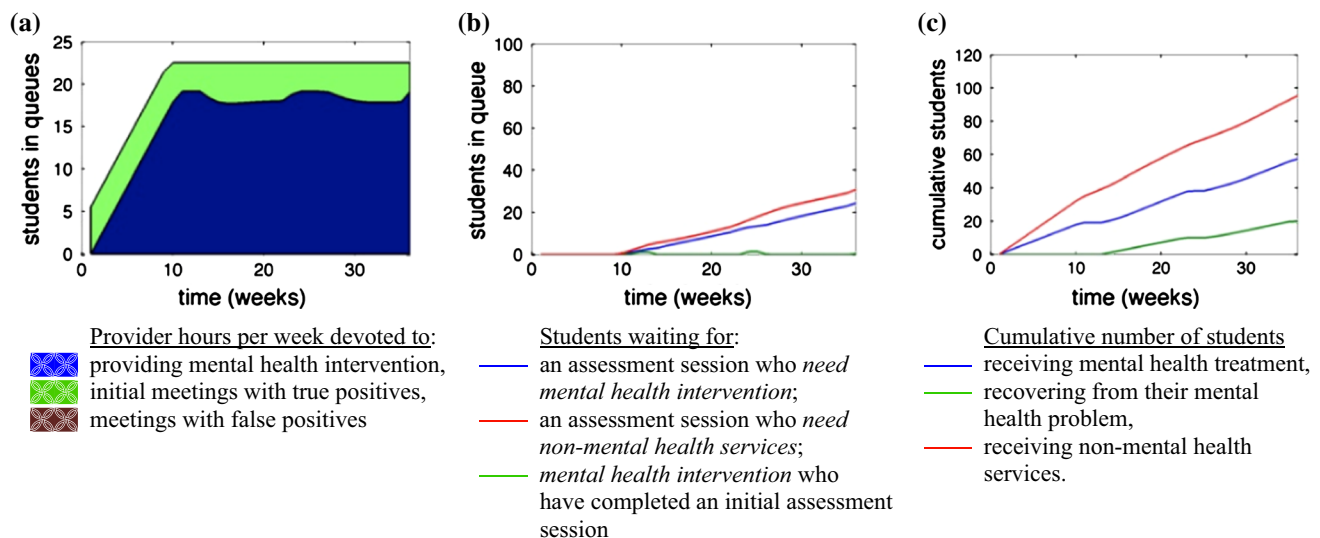 (a)
25
20
15
10
5
0
students in queues
0 10 20 30
time (weeks)
Provider hours per week devoted to:
providing mental health intervention,
initial meetings with true positives,
meetings with false positives
(b)
100
80
60
40
20
0
students in queue
0 10 20 30
time (weeks)
Students waiting for:
an assessment session who need
mental health intervention;
an assessment session who need
non-mental health services;
mental health intervention who
have completed an initial assessment
session
(c)
120
100
80
60
40
20
0
cumulative students
0 10 20 30
time (weeks)
Cumulative number of students
receiving mental health treatment,
recovering from their mental
health problem,
receiving non-mental health
services.